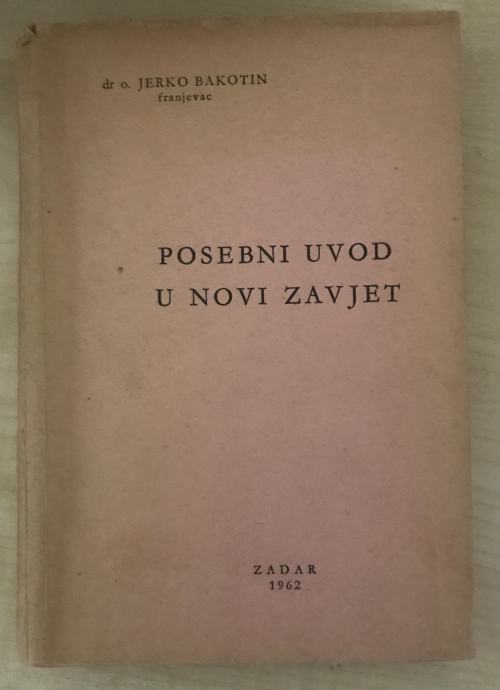 dr o. JERKO BAKOTIN
franjevac
POSEBNI UVOD
U NOVI ZAVJET
ZADAR
1962